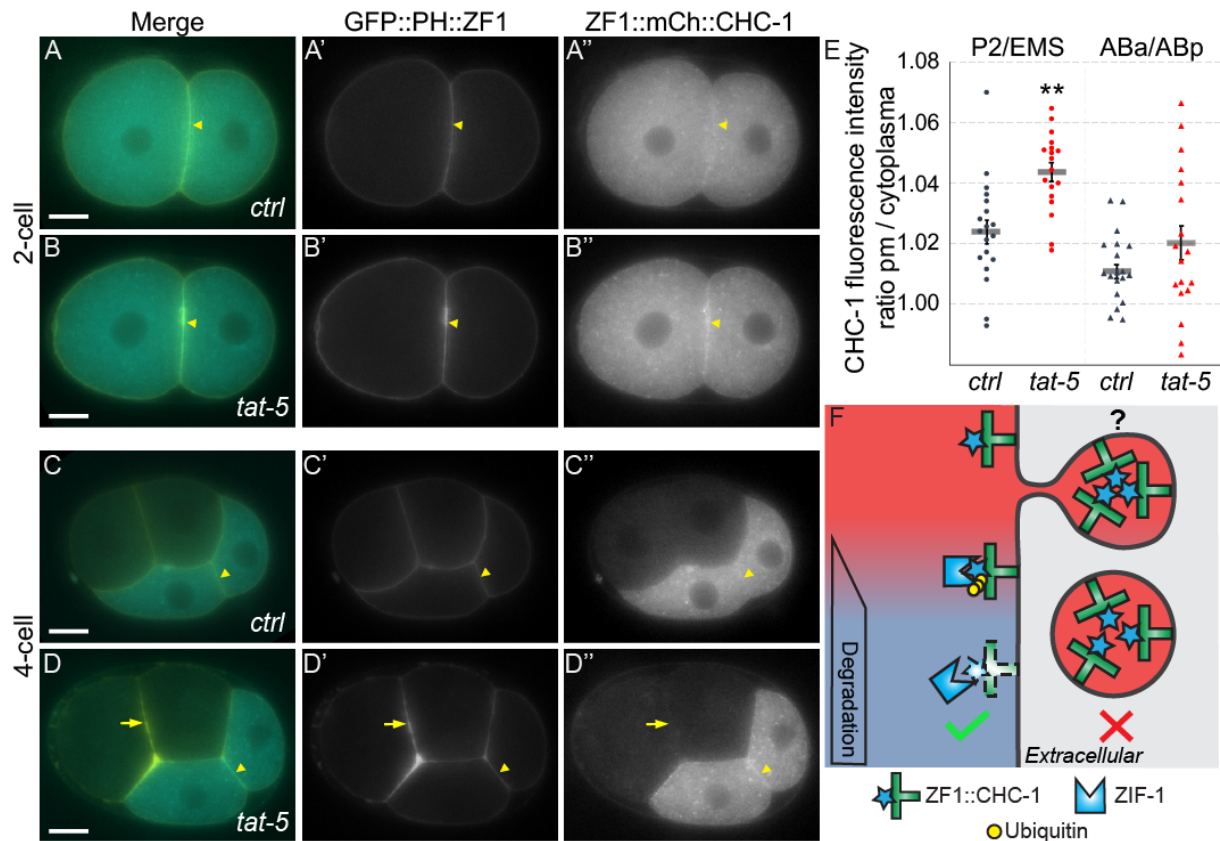 Merge
GFP::PH::ZF1
ZF1::mCh::CHC-1
2-cell
A
A'
A''
ctrl
B
B'
B''
tat-5
4-cell
C
C'
C''
ctrl
D
D'
D''
tat-5
E
P2/EMS
ABa/ABp
CHC-1 fluorescence intensity
ratio pm / cytoplasma
1.08
**
1.06
1.04
1.02
1.00
ctrl
tat-5
ctrl
tat-5
F
?
Degradation
Extracellular
ZF1::CHC-1
ZIF-1
Ubiquitin